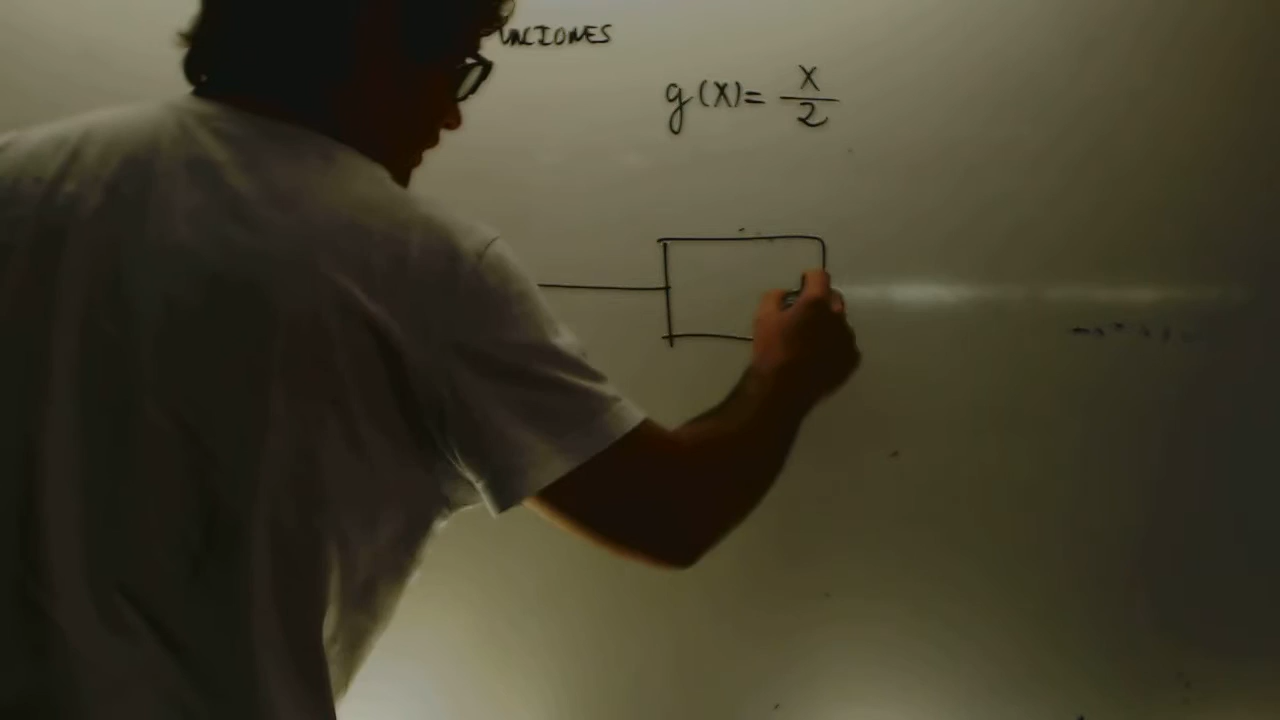 UNCIONES
g(x) = x/2